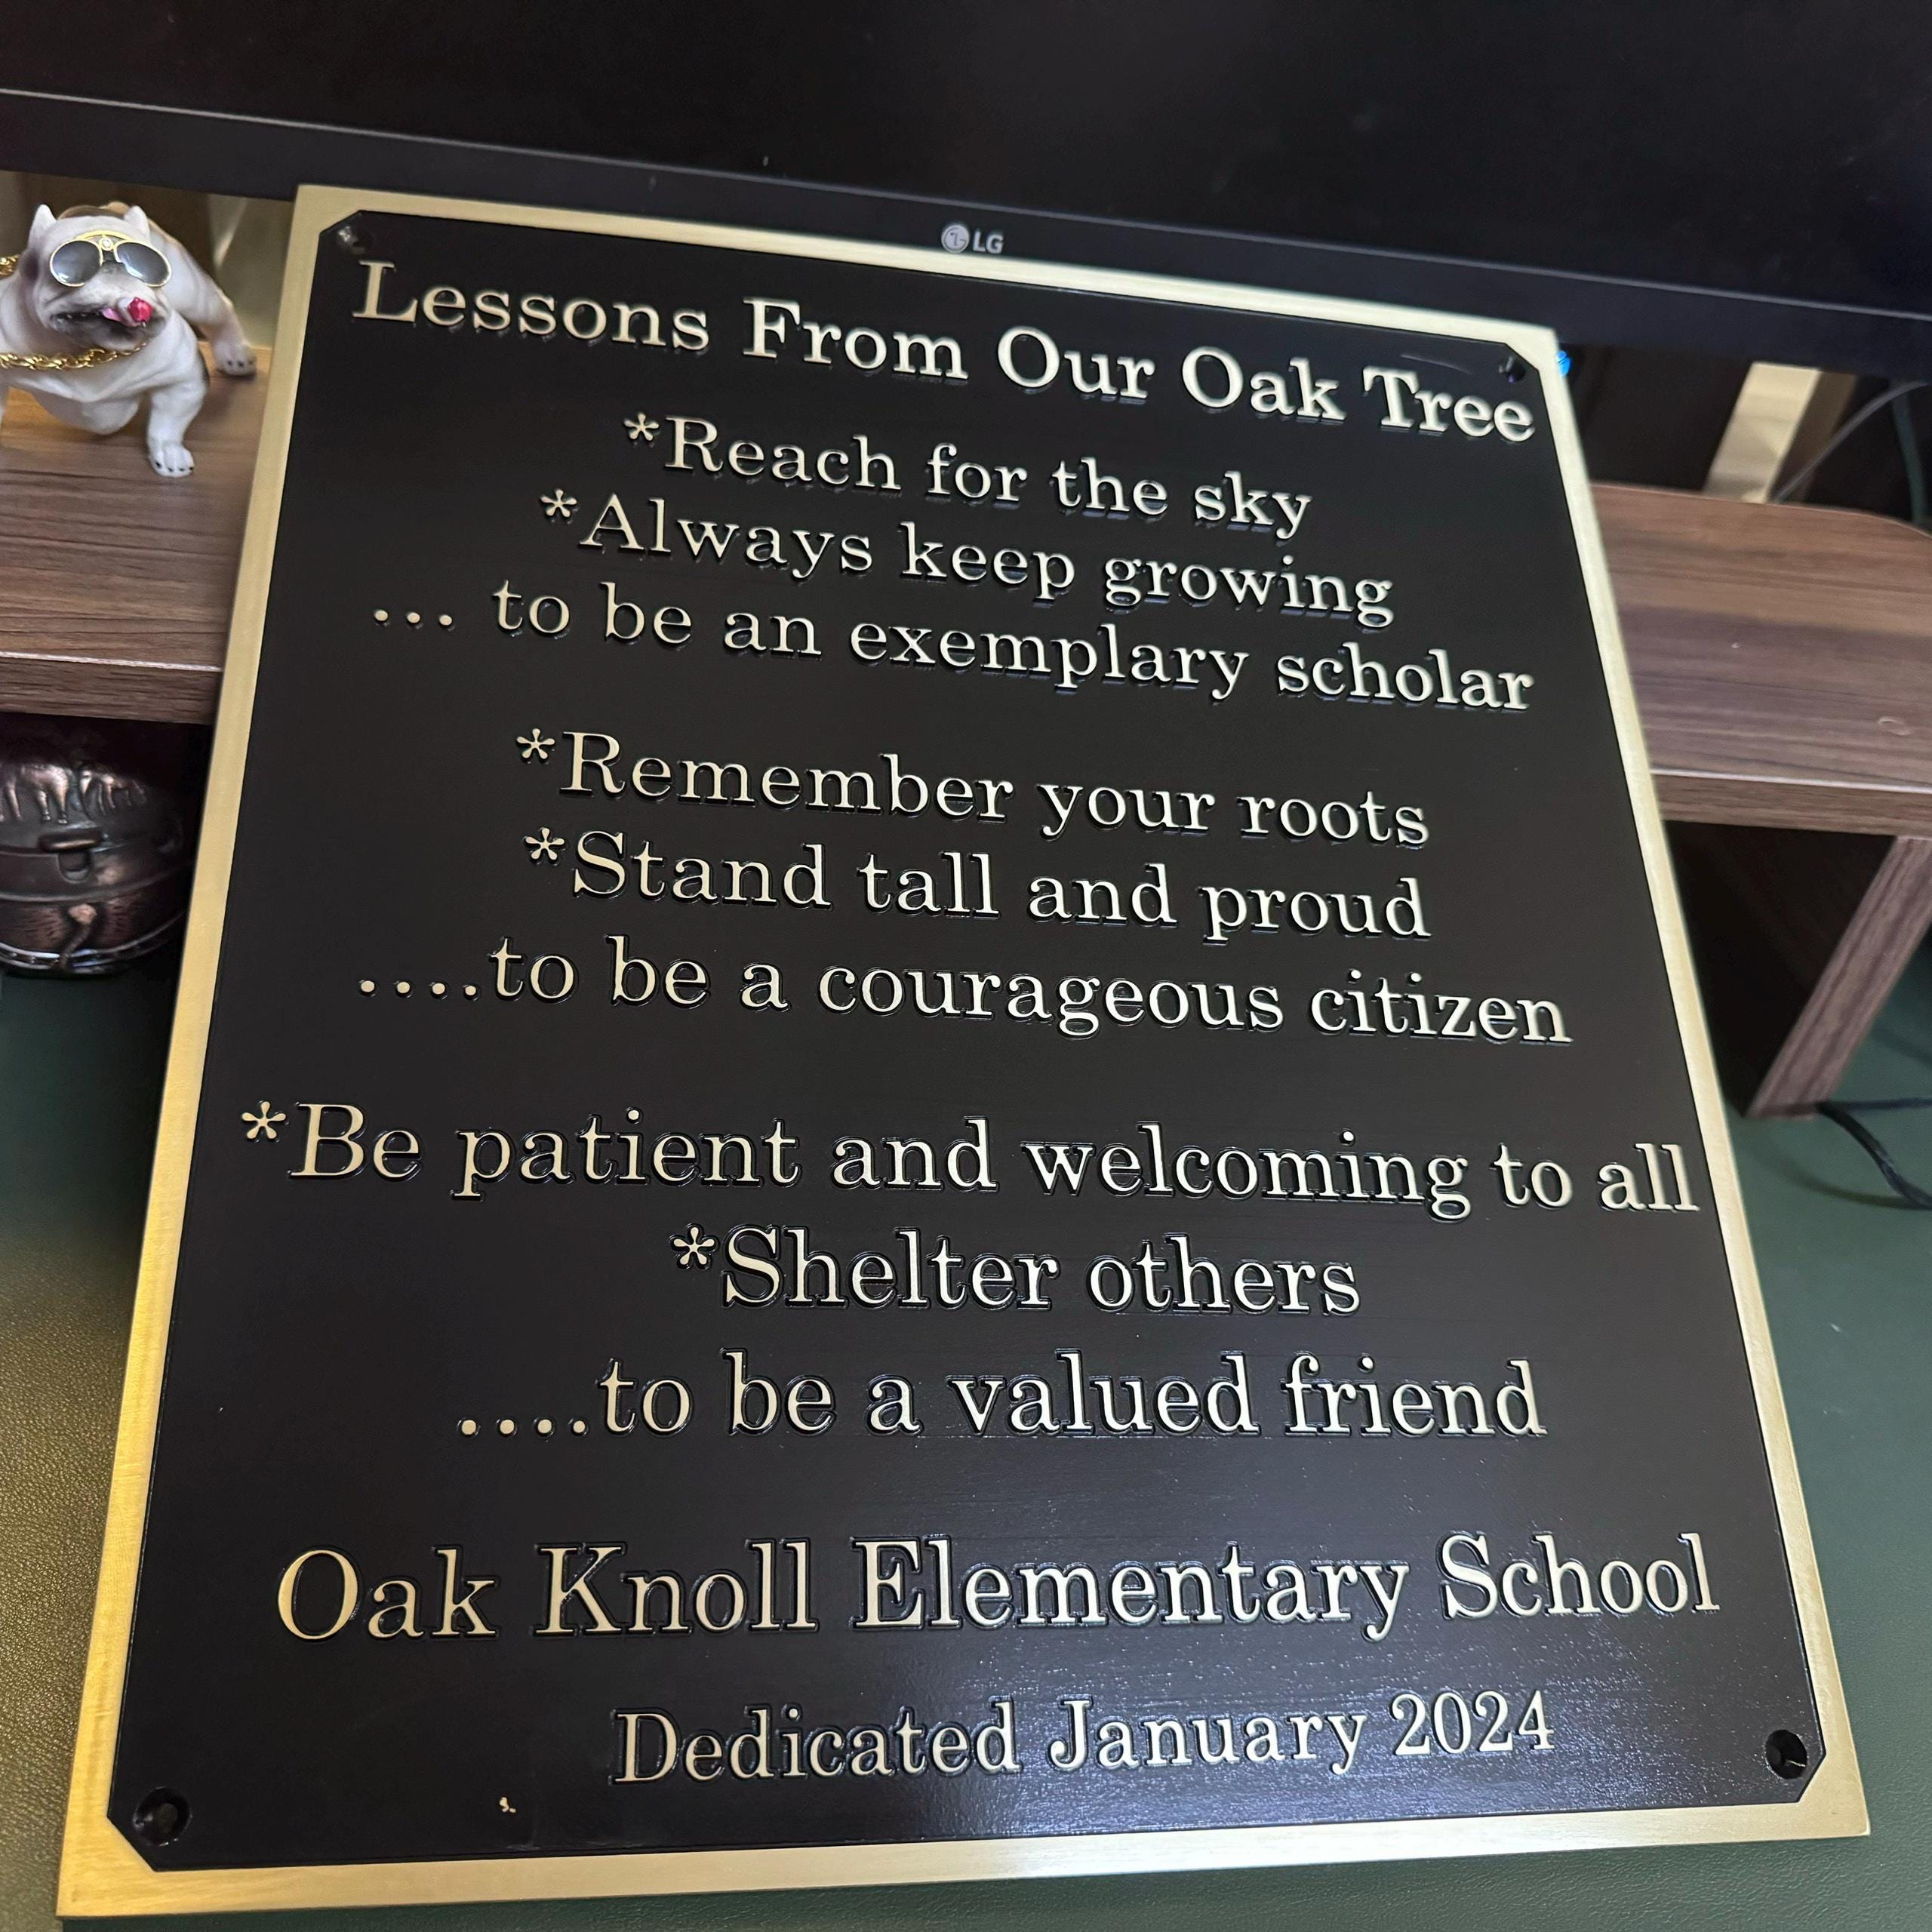 LG
Lessons From Our Oak Tree
*Reach for the sky
*Always keep growing
... to be an exemplary scholar
*Remember your roots
*Stand tall and proud
....to be a courageous citizen
*Be patient and welcoming to all
*Shelter others
....to be a valued friend
Oak Knoll Elementary School
Dedicated January 2024